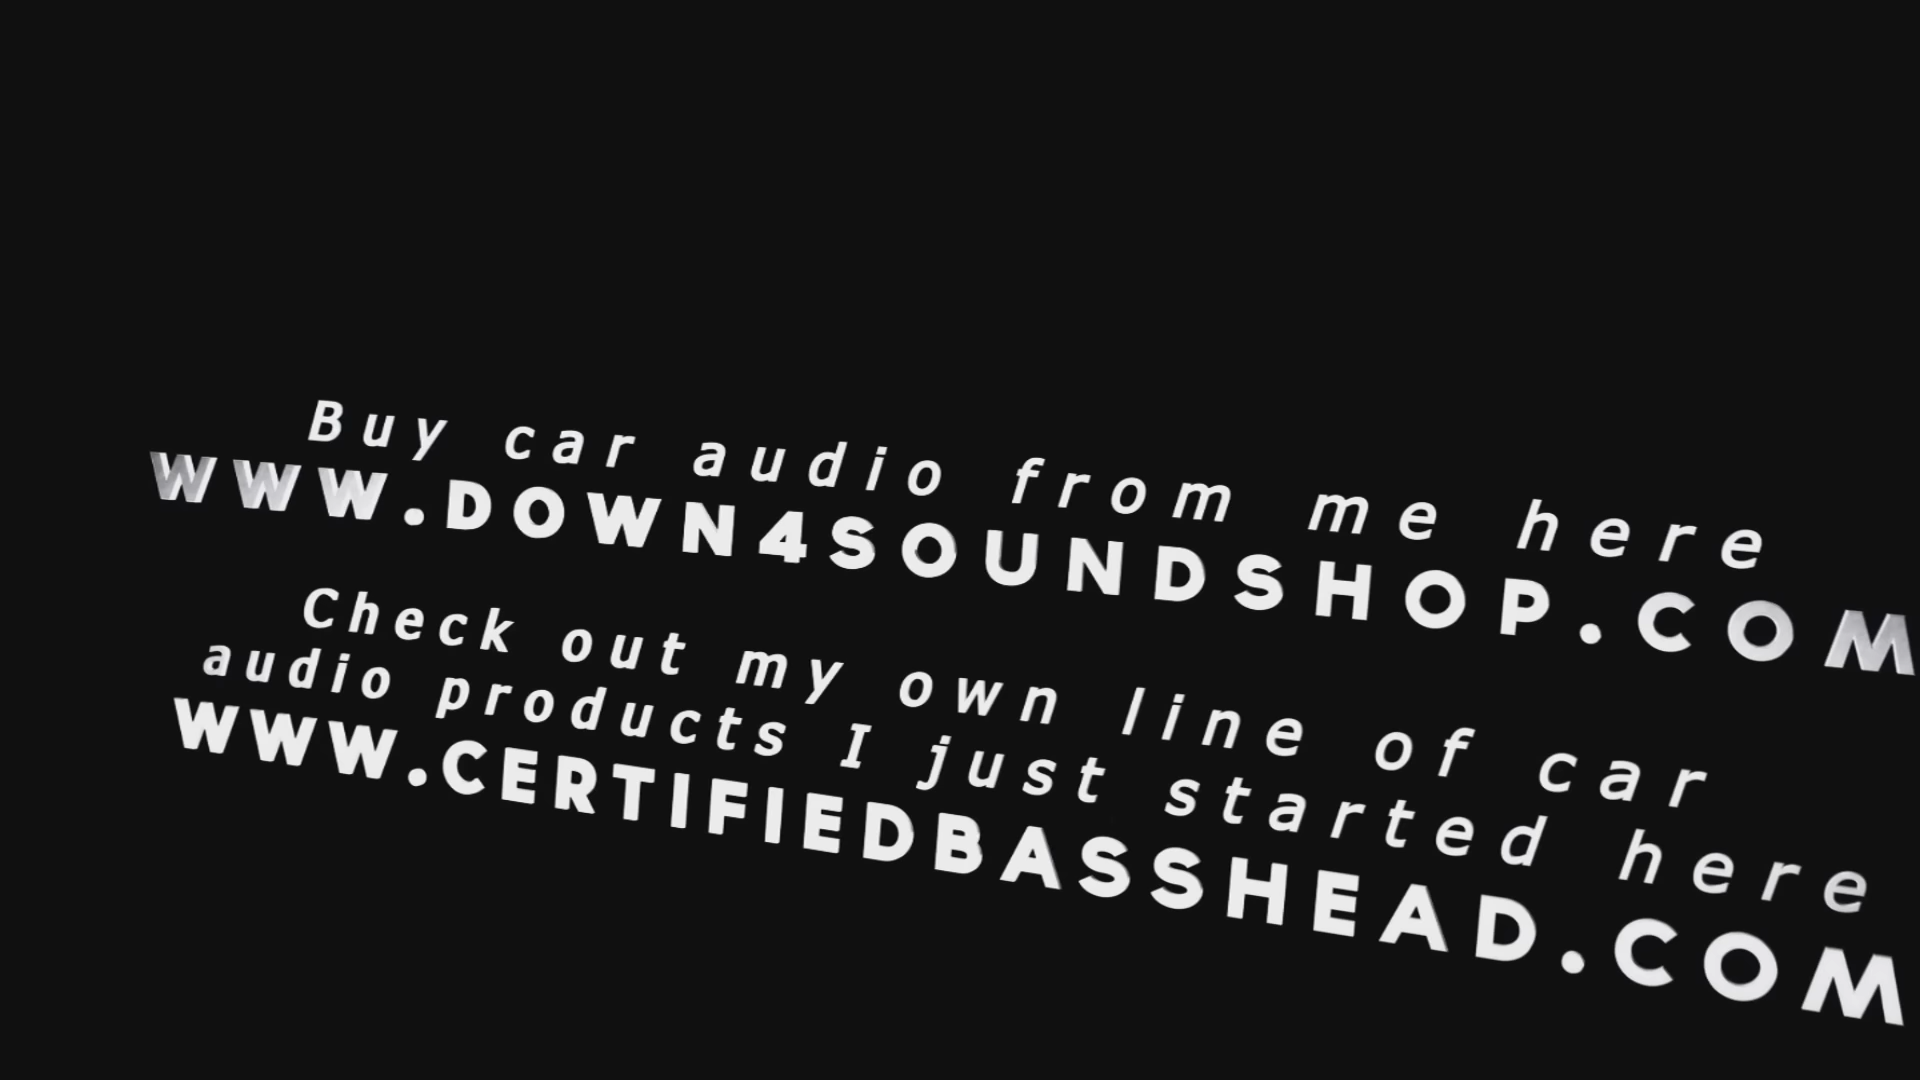 Buy car audio from me here
WWW.DOWN4SOUNDSHOP.COM
Check out my own line of car
audio products I just started here
WWW.CERTIFIEDBASSHEAD.COM